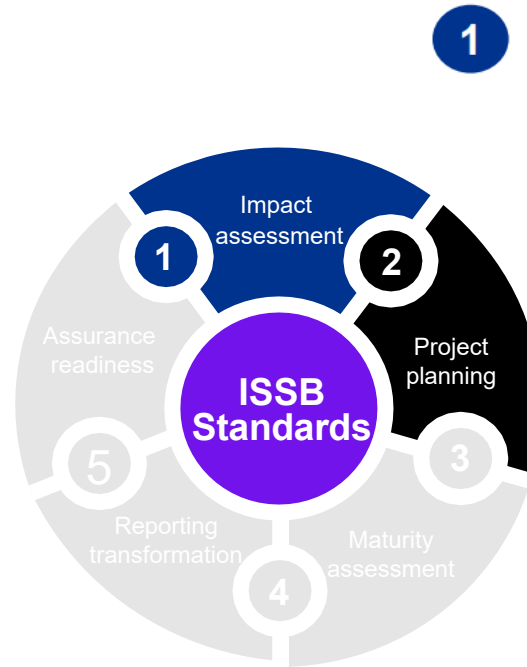 1
Impact
assessment
1
2
Assurance
readiness
Project
planning
ISSB
Standards
5
3
Reporting
transformation
Maturity
assessment
4